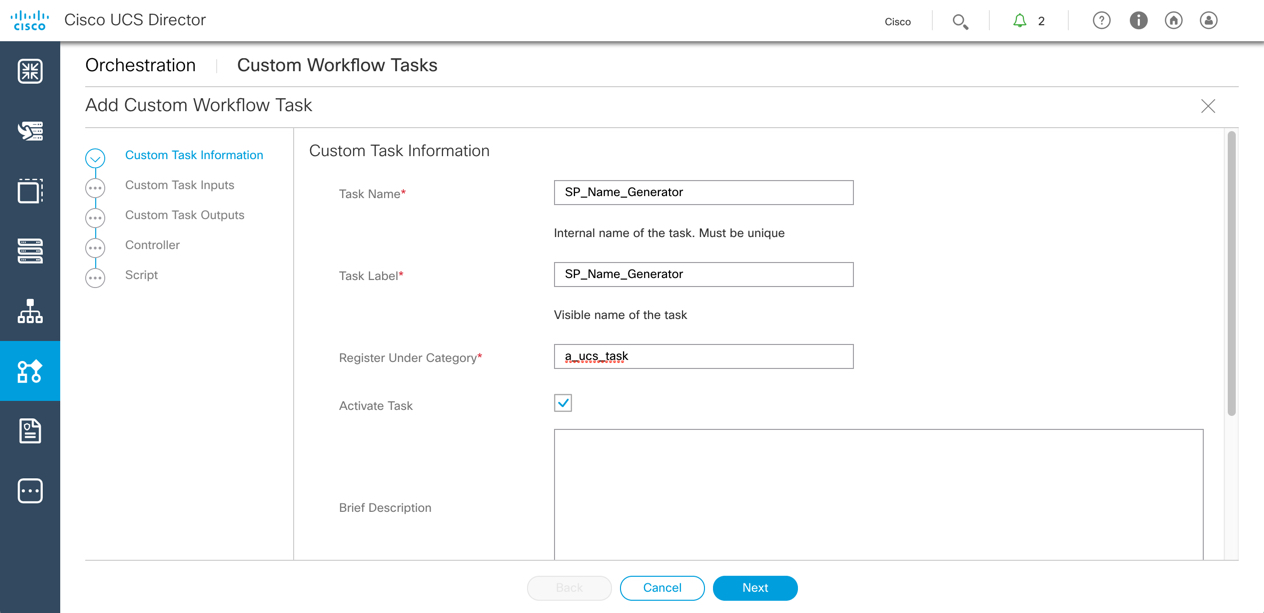 cisco
Cisco UCS Director
Cisco
2
Orchestration
Custom Workflow Tasks
Add Custom Workflow Task
Custom Task Information
Custom Task Inputs
Custom Task Outputs
Controller
Script
Custom Task Information
Task Name*
SP_Name_Generator
Internal name of the task. Must be unique
Task Label*
SP_Name_Generator
Visible name of the task
Register Under Category*
a_ucs_task
Activate Task
Brief Description
Back
Cancel
Next